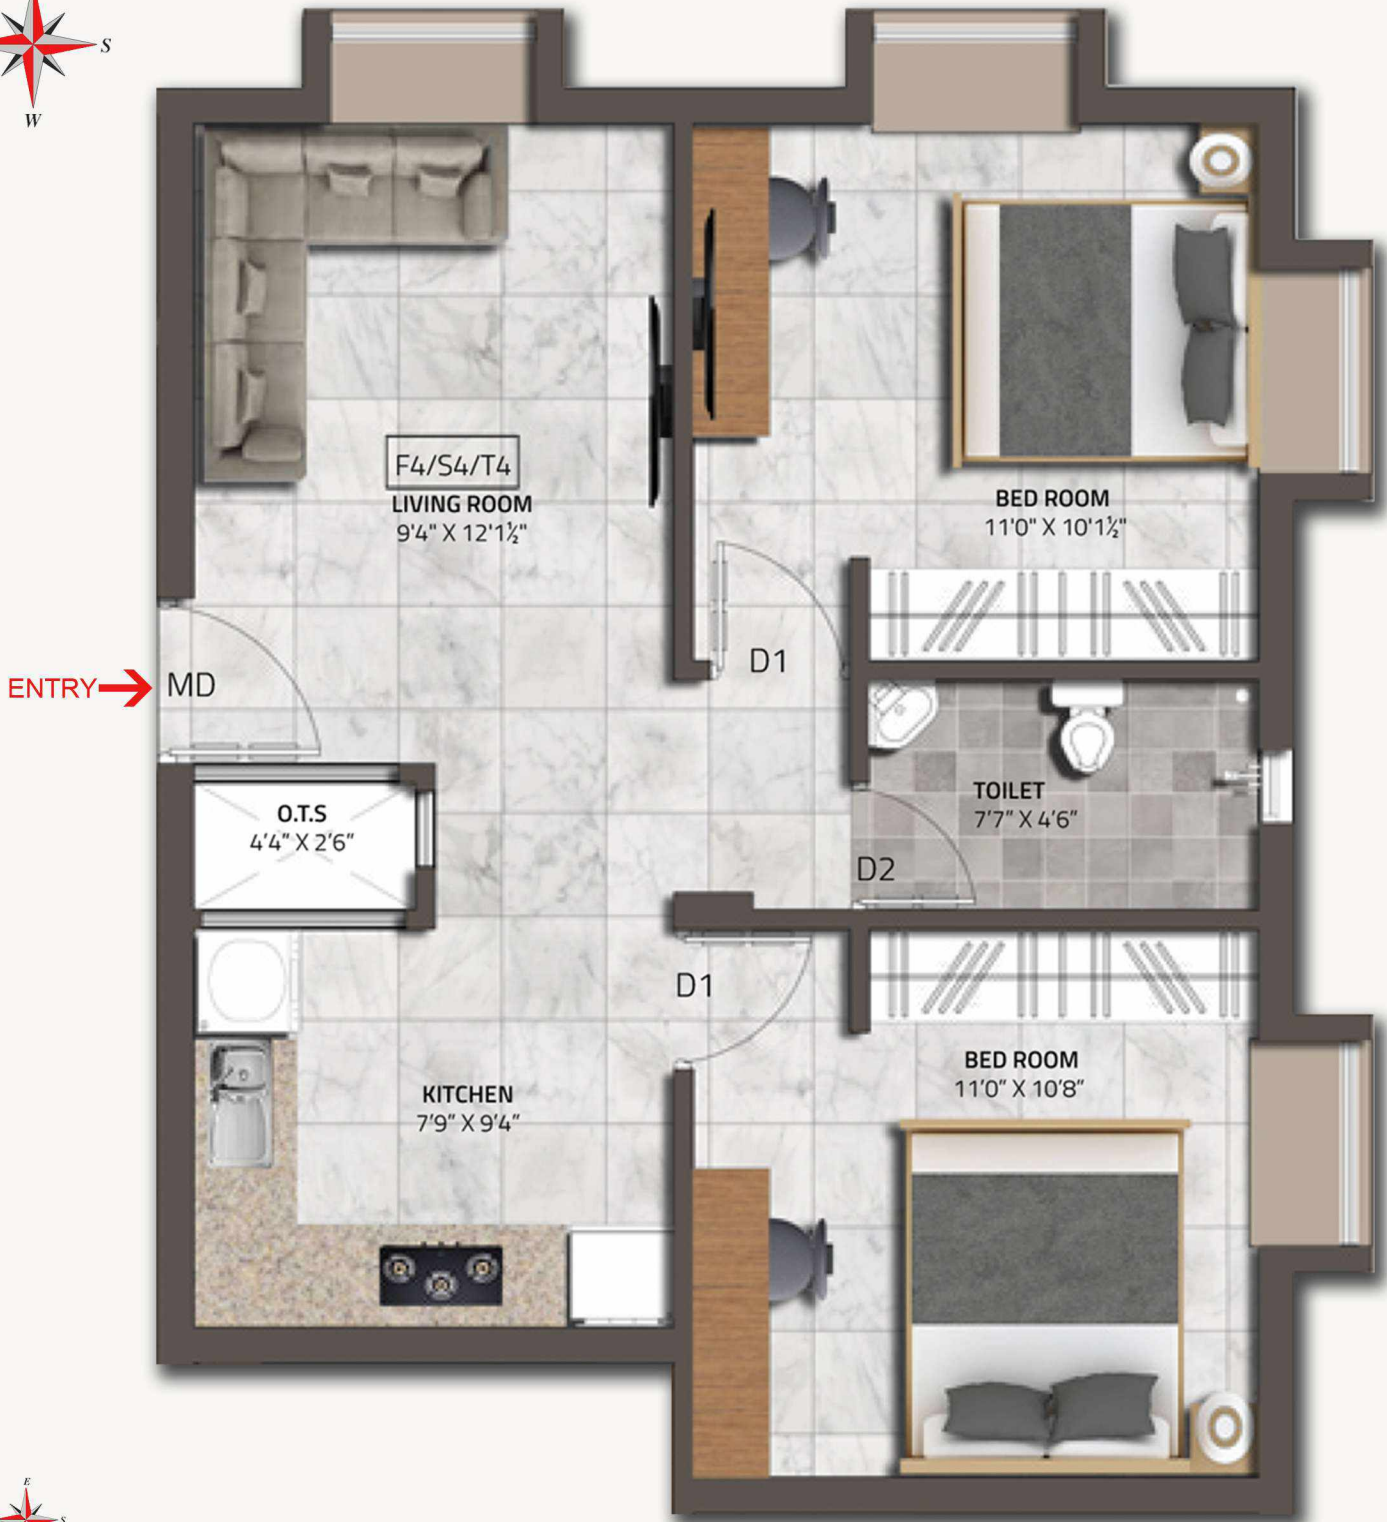 S
W
F4/S4/T4
LIVING ROOM
9'4" X 12'1½"
BED ROOM
11'0" X 10'1½"
D1
ENTRY
MD
O.T.S
4'4" X 2'6"
TOILET
7'7" X 4'6"
D2
D1
KITCHEN
7'9" X 9'4"
BED ROOM
11'0" X 10'8"
E
S